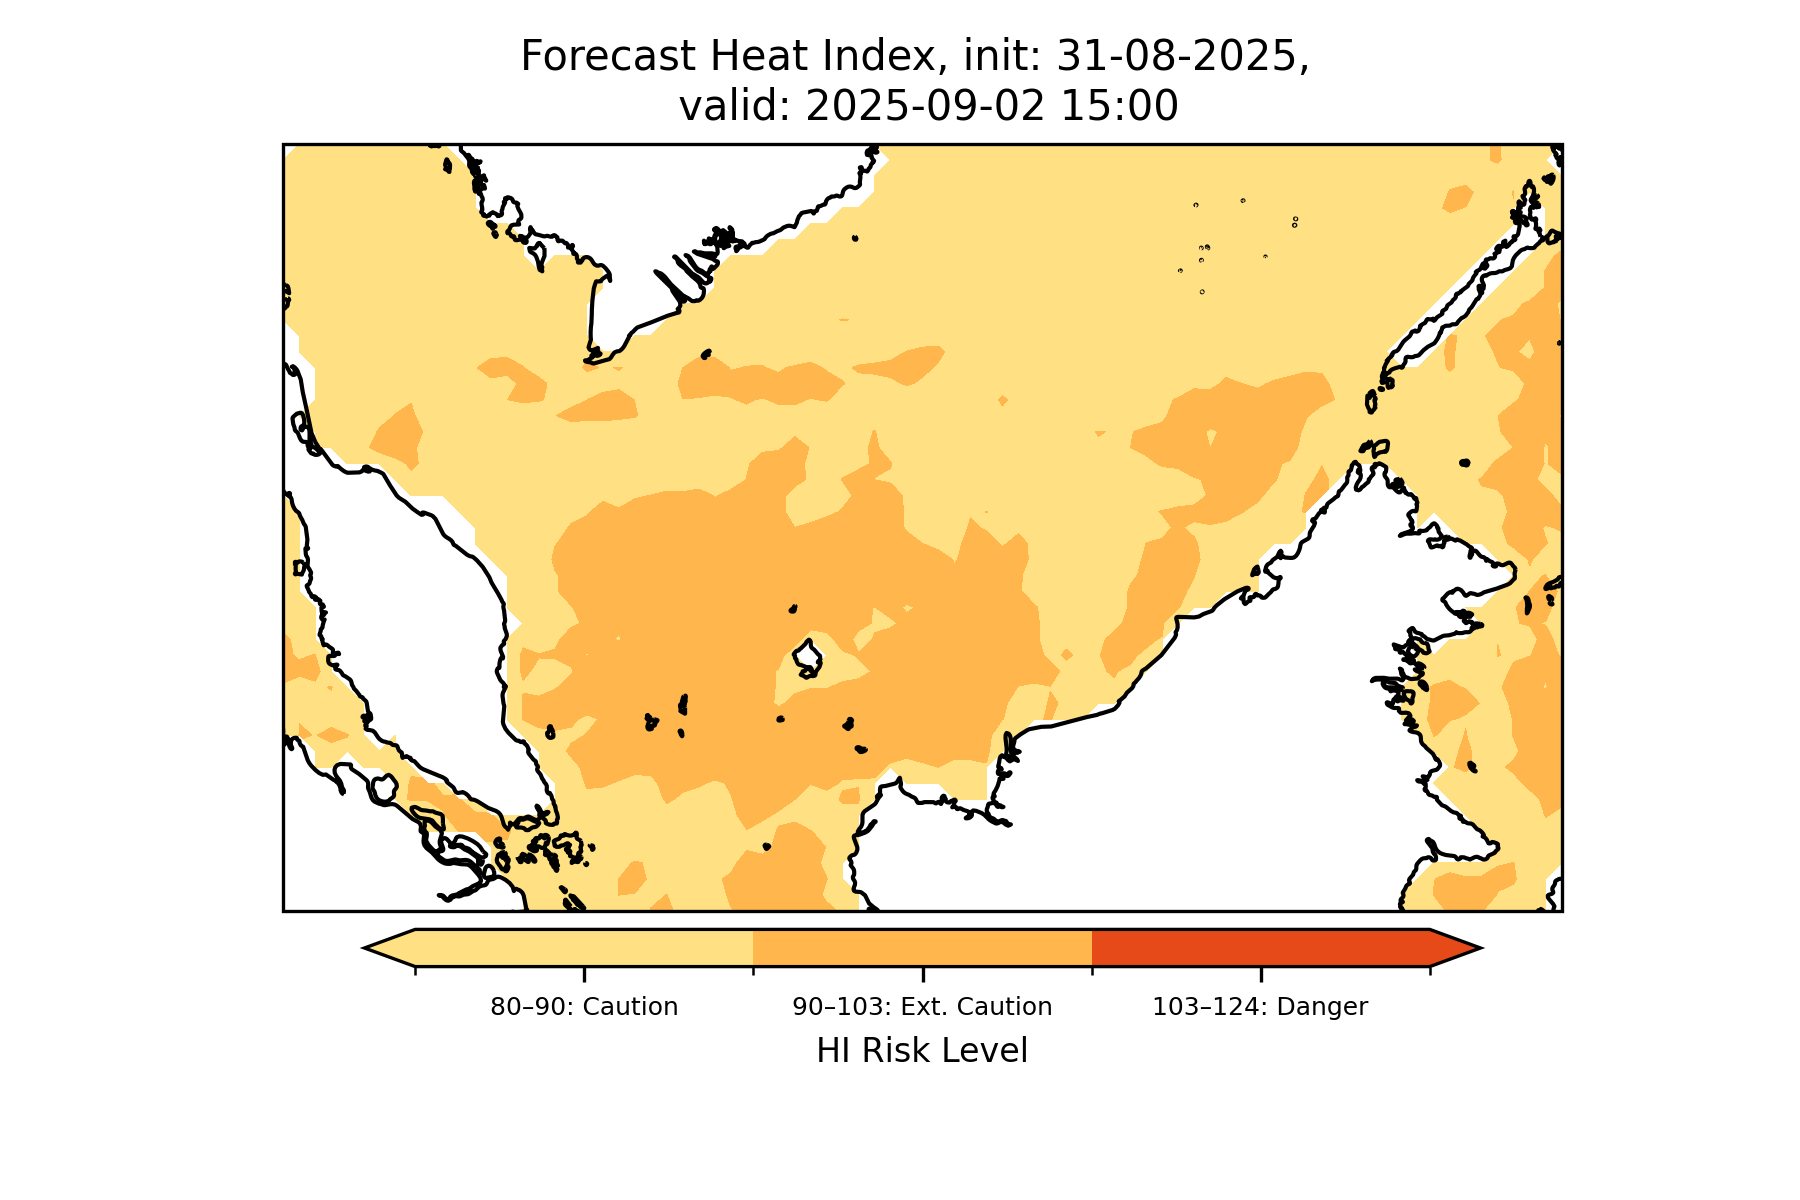 Forecast Heat Index, init: 31-08-2025,
valid: 2025-09-02 15:00
80–90: Caution
90–103: Ext. Caution
103–124: Danger
HI Risk Level